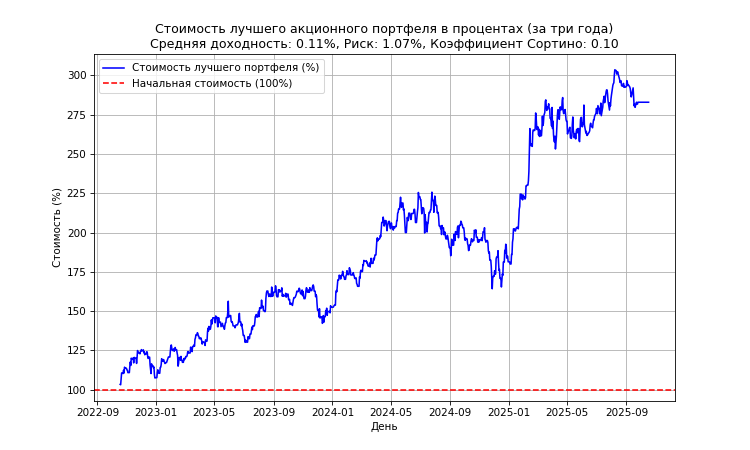 Стоимость лучшего акционного портфеля в процентах (за три года)
Средняя доходность: 0.11%, Риск: 1.07%, Коэффициент Сортино: 0.10
Стоимость лучшего портфеля (%)
Начальная стоимость (100%)
Стоимость (%)
300
275
250
225
200
175
150
125
100
2022-09 2023-01 2023-05 2023-09 2024-01 2024-05 2024-09 2025-01 2025-05 2025-09
День